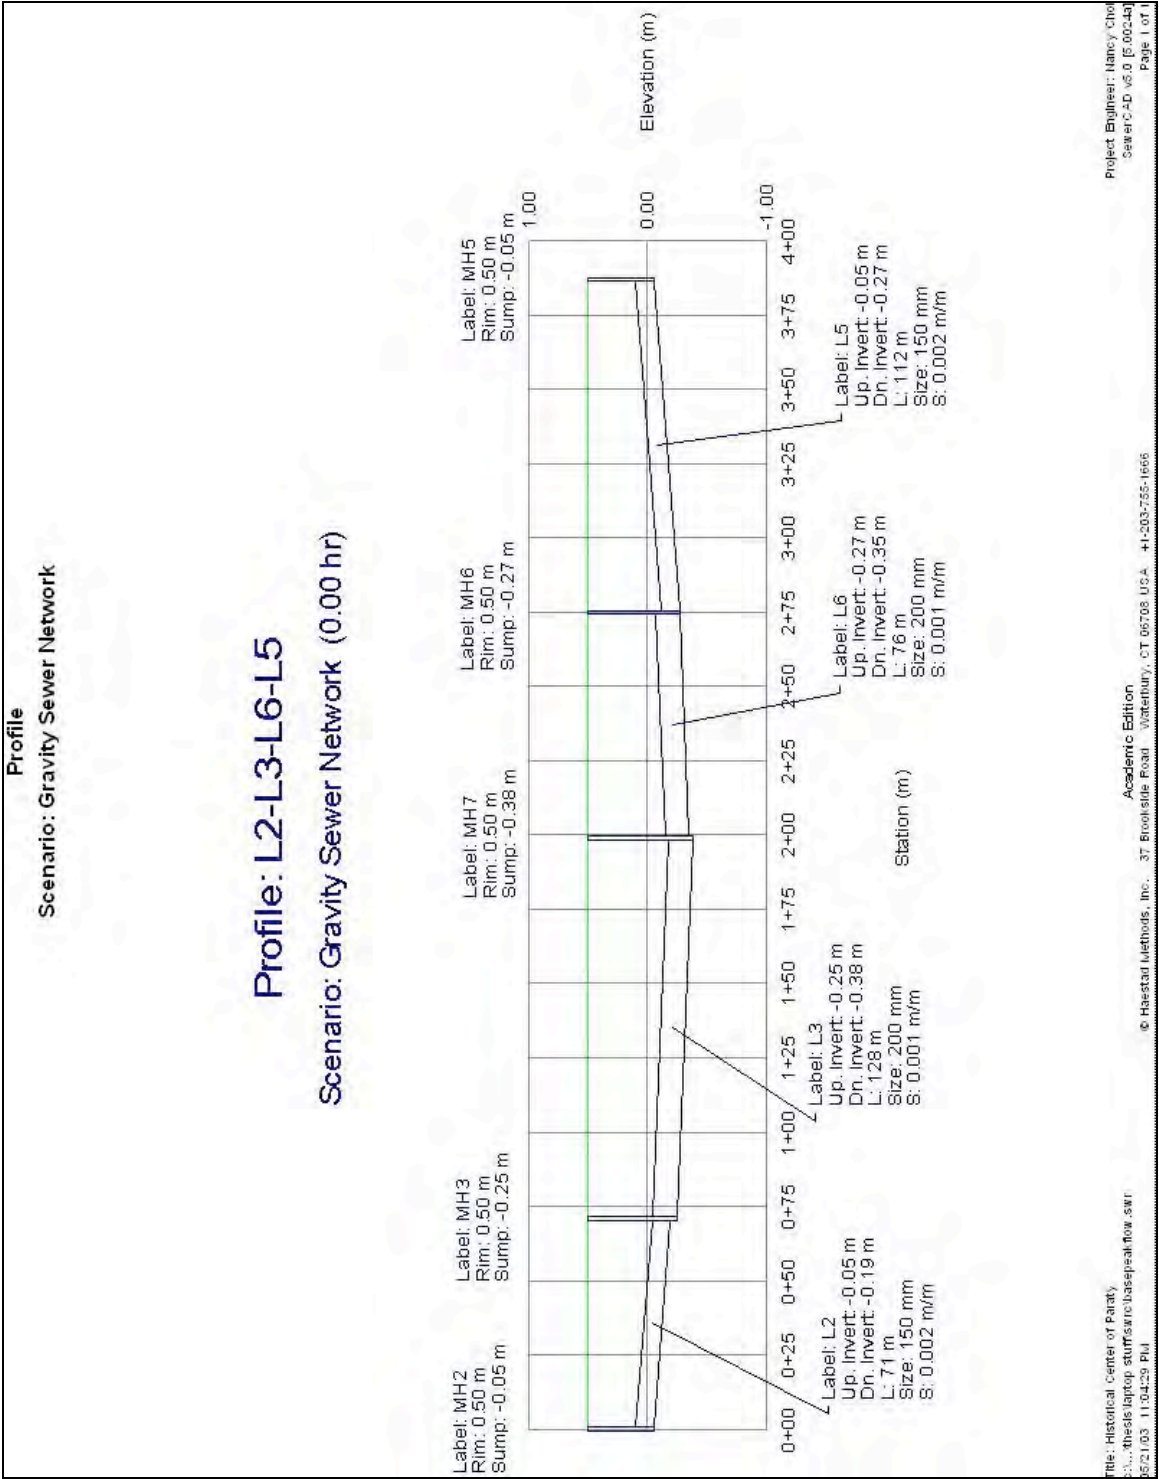 Profile
Scenario: Gravity Sewer Network
Profile: L2-L3-L6-L5
Scenario: Gravity Sewer Network (0.00 hr)
Label: MH2
Rim: 0.50 m
Sump: -0.05 m
Label: MH3
Rim: 0.50 m
Sump: -0.25 m
Label: MH7
Rim: 0.50 m
Sump: -0.38 m
Label: MH6
Rim: 0.50 m
Sump: -0.27 m
Label: MH5
Rim: 0.50 m
Sump: -0.05 m
1.00
0.00
-1.00
Elevation (m)
0+00 0+25 0+50 0+75 1+00 1+25 1+50 1+75 2+00 2+25 2+50 2+75 3+00 3+25 3+50 3+75 4+00
Label: L2
Up. Invert: -0.05 m
Dn. Invert: -0.19 m
L: 71 m
Size: 150 mm
S: 0.002 m/m
Label: L3
Up. Invert: -0.25 m
Dn. Invert: -0.38 m
L: 128 m
Size: 200 mm
S: 0.001 m/m
Station (m)
Label: L6
Up. Invert: -0.27 m
Dn. Invert: -0.35 m
L: 76 m
Size: 200 mm
S: 0.001 m/m
Label: L5
Up. Invert: -0.05 m
Dn. Invert: -0.27 m
L: 112 m
Size: 150 mm
S: 0.002 m/m
Title: Historical Center of Paraty
c:\...\thesis\laptop stuff\swrc\basepeakflow.swr
05/21/03 11:04:29 PM
Academic Edition
© Haestad Methods, Inc. 37 Brookside Road Waterbury, CT 06708 USA +1-203-755-1666
Project Engineer: Nancy Choi
SewerCAD v5.0 [5.0024a]
Page 1 of 1